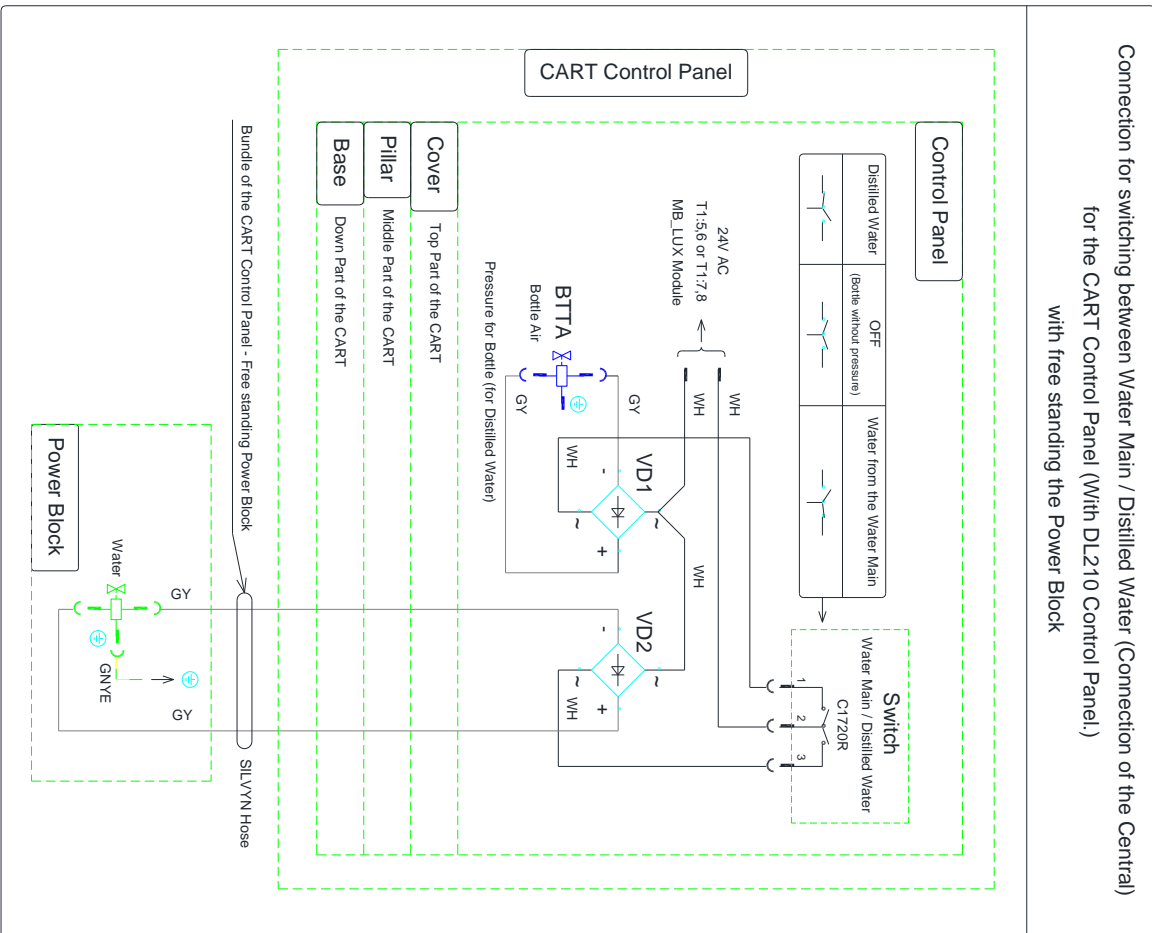 Connection for switching between Water Main / Distilled Water (Connection of the Central)
for the CART Control Panel (With DL210 Control Panel.)
with free standing the Power Block
CART Control Panel
Control Panel
Distilled Water
OFF
(Bottle without pressure)
Water from the Water Main
Switch
Water Main / Distilled Water
C1720R
1
2
3
24V AC
T1:5,6 or T1:7,8
MB_LUX Module
WH
WH
WH
BTTA
Bottle Air
GY
GY
Pressure for Bottle (for Distilled Water)
VD1
-
~
~
+
WH
VD2
-
~
~
+
WH
Cover
Top Part of the CART
Pillar
Middle Part of the CART
Base
Down Part of the CART
Bundle of the CART Control Panel - Free standing Power Block
SILVYN Hose
Power Block
Water
GY
GNYE
GY